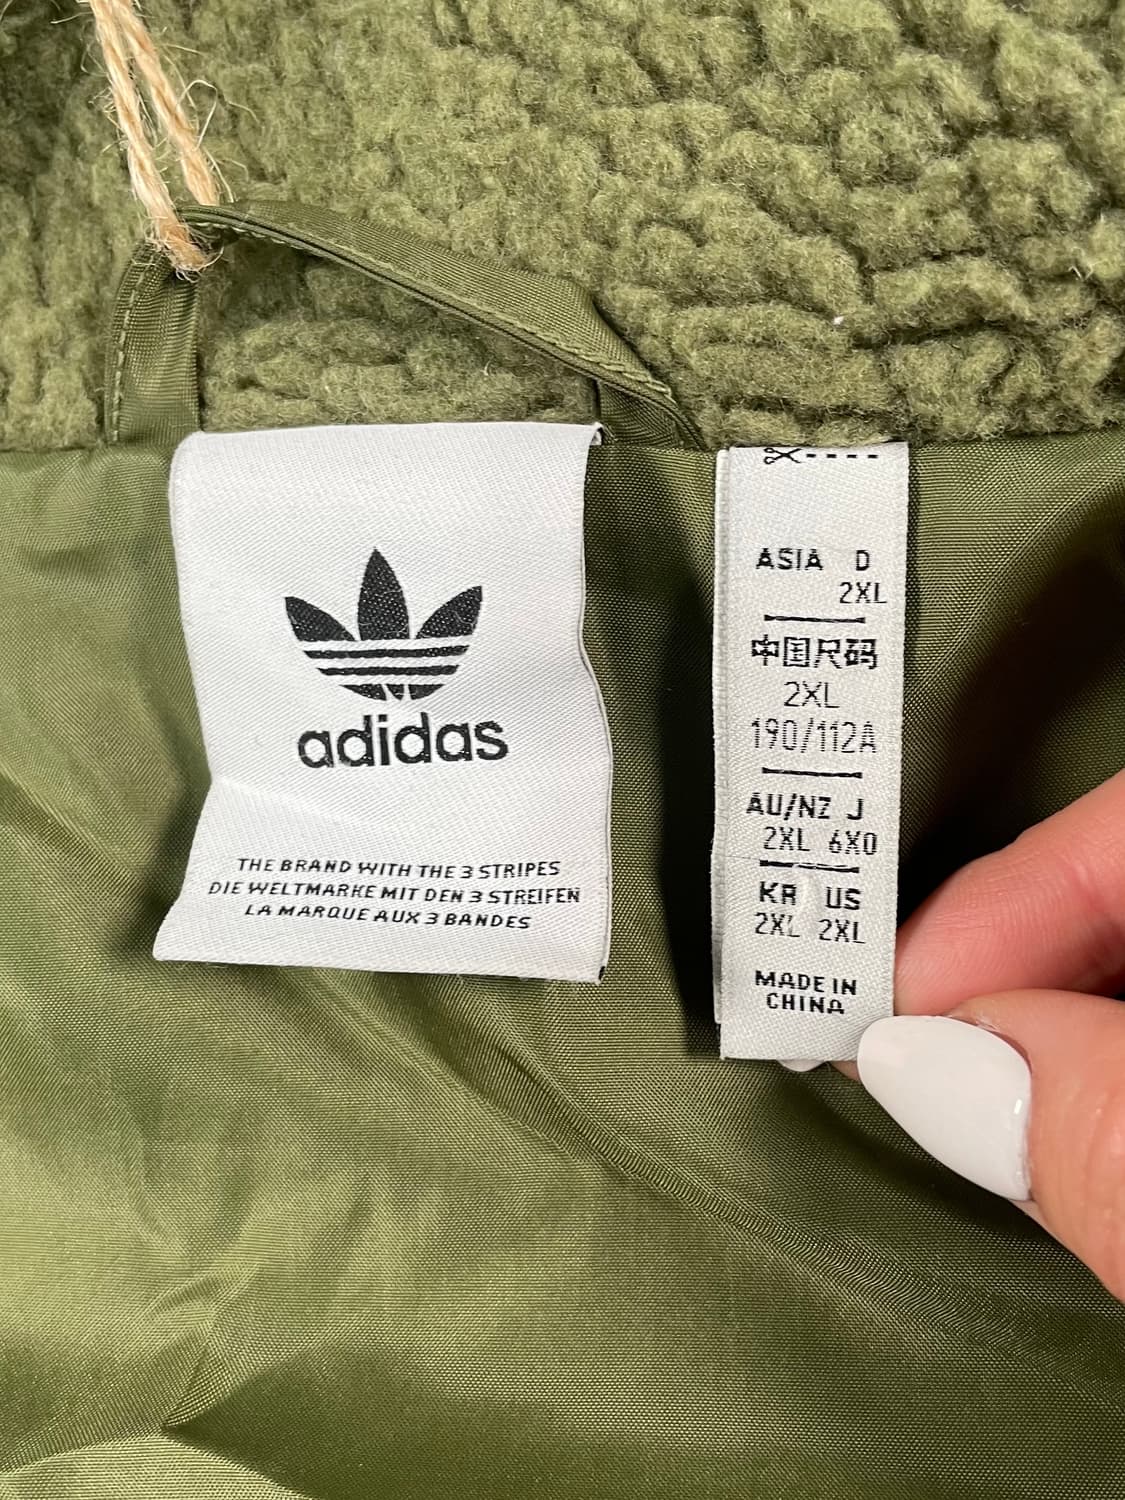 adidas
THE BRAND WITH THE 3 STRIPES
DIE WELTMARKE MIT DEN 3 STREIFEN
LA MARQUE AUX 3 BANDES
ASIA D
2XL
中国尺码
2XL
190/112A
AU/NZ J
2XL 6XO
KR US
2XL 2XL
MADE IN
CHINA